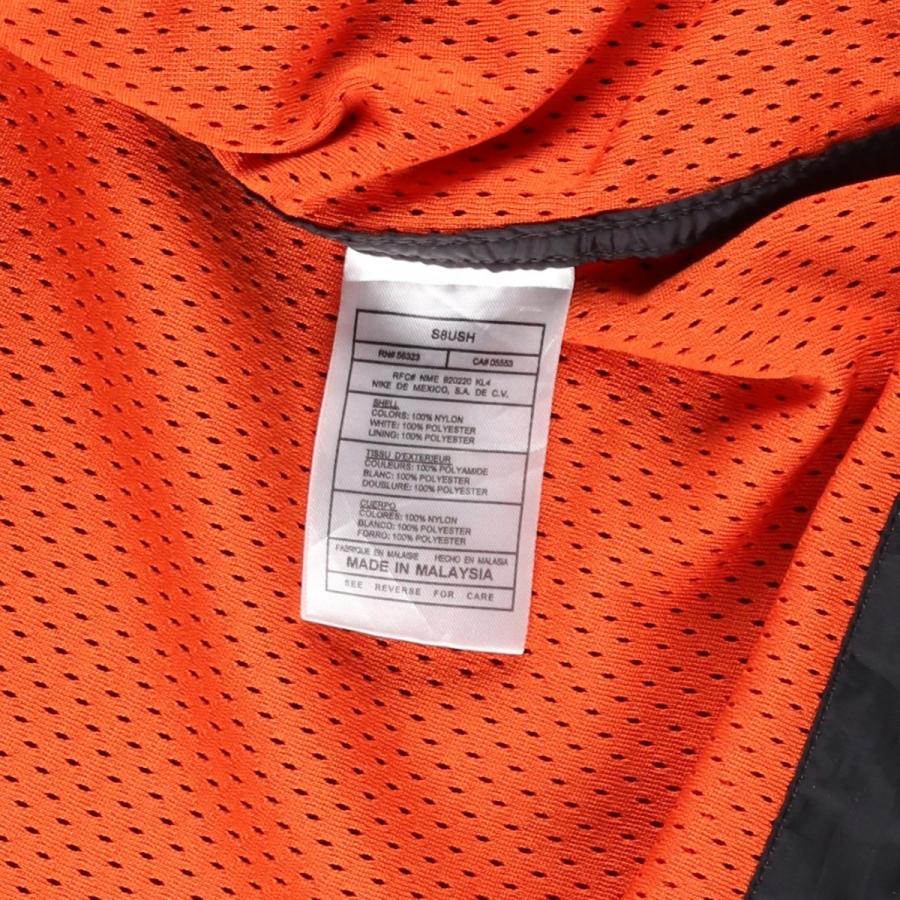 S8USH
RN# 56323 CA# 05553
RFC# NME 920220 KL4
NIKE DE MEXICO, S.A. DE C.V.
SHELL
COLORS: 100% NYLON
WHITE: 100% POLYESTER
LINING: 100% POLYESTER
TISSU D'EXTERIEUR
COULEURS: 100% POLYAMIDE
BLANC: 100% POLYESTER
DOUBLURE: 100% POLYESTER
CUERPO
COLORES: 100% NYLON
BLANCO: 100% POLYESTER
FORRO: 100% POLYESTER
FABRIQUE EN MALAISIE HECHO EN MALASIA
MADE IN MALAYSIA
SEE REVERSE FOR CARE